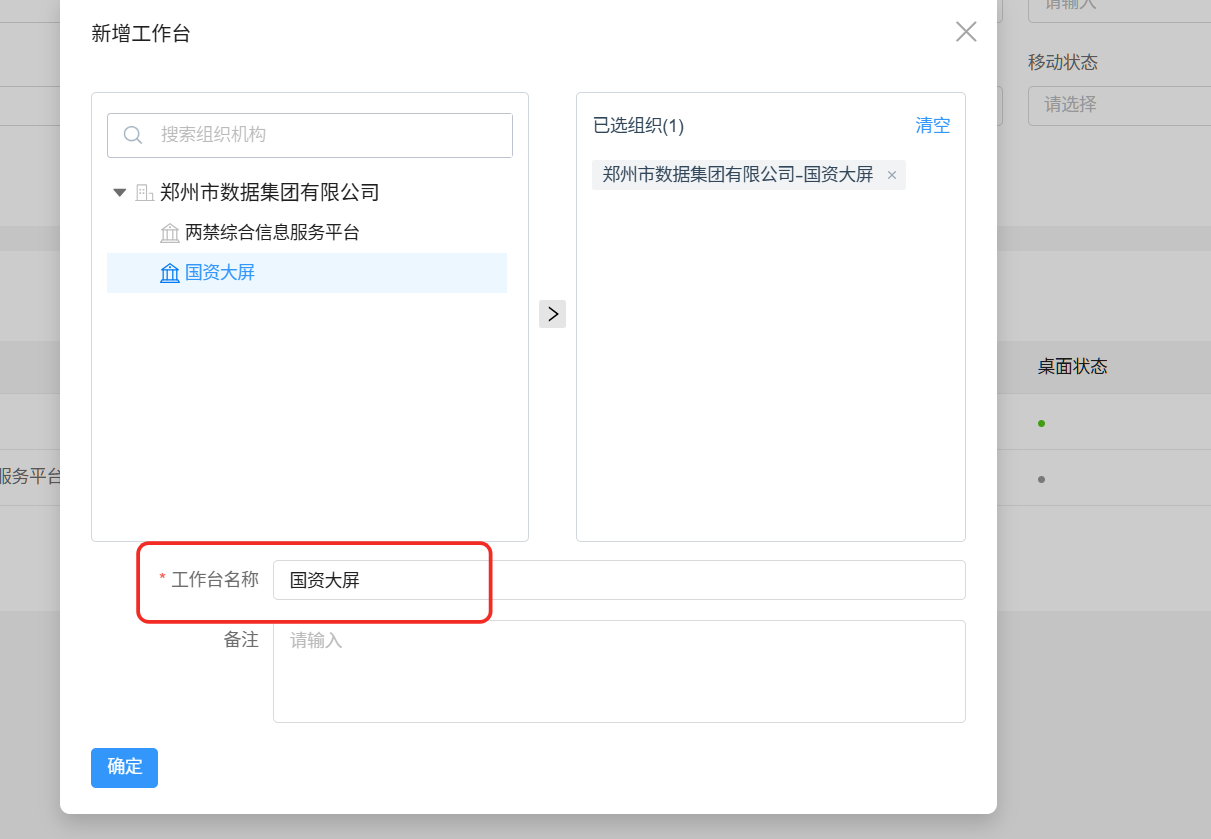 请输入
新增工作台
移动状态
请选择
搜索组织机构
已选组织(1)
清空
郑州市数据集团有限公司-国资大屏 ×
郑州市数据集团有限公司
两禁综合信息服务平台
国资大屏
桌面状态
服务平台
* 工作台名称
国资大屏
备注
请输入
确定